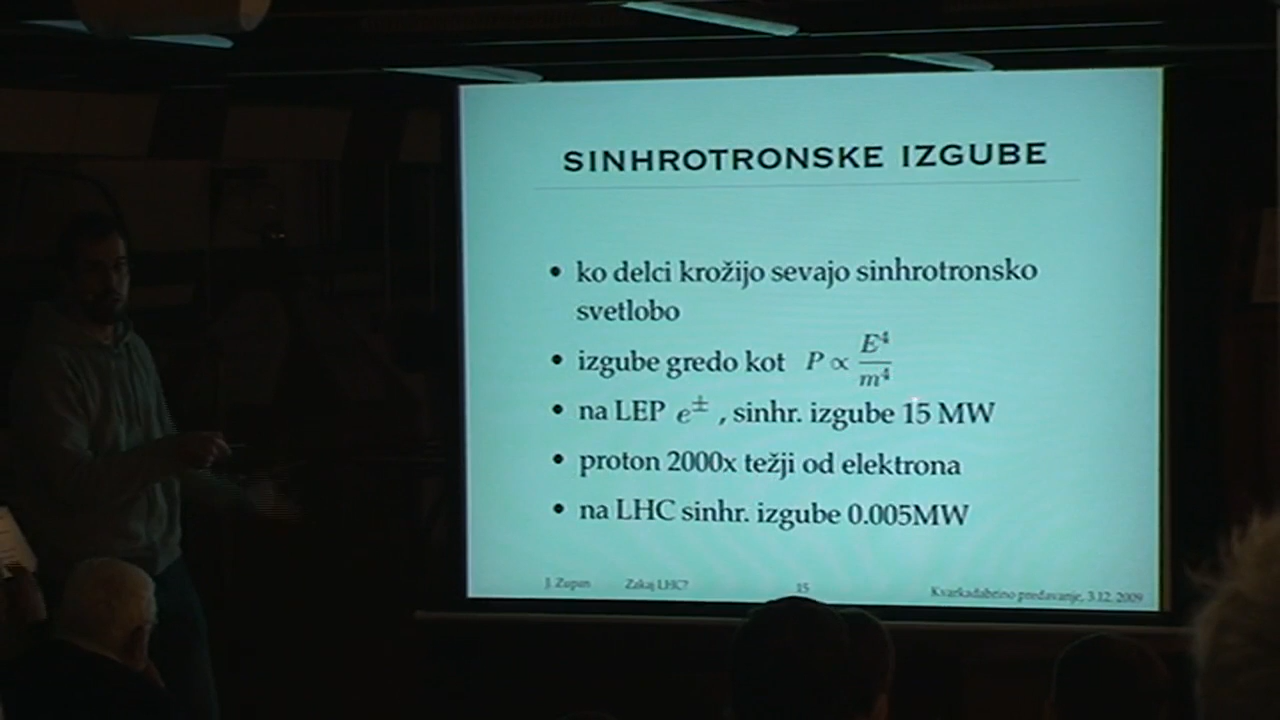 SINHROTRONSKE IZGUBE
• ko delci krožijo sevajo sinhrotronsko
svetlobo
• izgube gredo kot P ∝ E⁴/m⁴
• na LEP e± , sinhr. izgube 15 MW
• proton 2000x težji od elektrona
• na LHC sinhr. izgube 0.005MW
J. Zupan Zakaj LHC? 15 Kvarkadabrino predavanje, 3.12. 2009